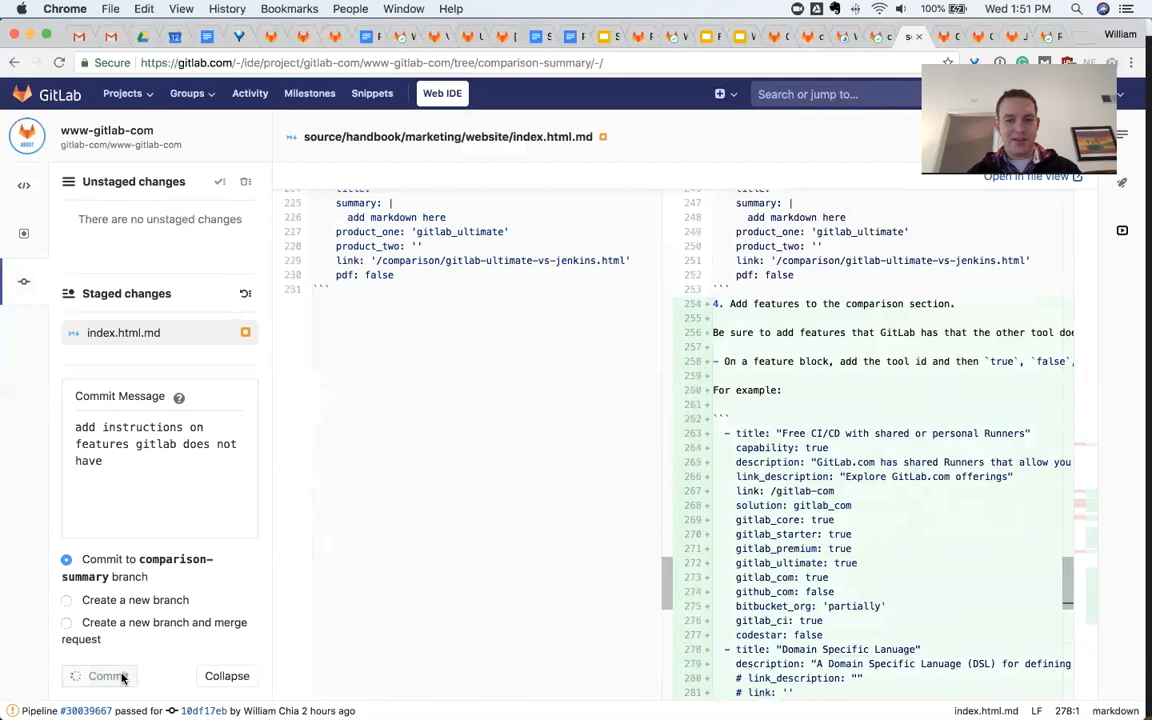 Chrome File Edit View History Bookmarks People Window Help 100% Wed 1:51 PM
William
Secure https://gitlab.com/-/ide/project/gitlab-com/www-gitlab-com/tree/comparison-summary/-/
GitLab Projects Groups Activity Milestones Snippets Web IDE Search or jump to...
www-gitlab-com
gitlab-com/www-gitlab-com
source/handbook/marketing/website/index.html.md
Open in file view
Unstaged changes
There are no unstaged changes
Staged changes
index.html.md
Commit Message
add instructions on
features gitlab does not
have
Commit to comparison-
summary branch
Create a new branch
Create a new branch and merge
request
Commit Collapse
title:
225 summary: |
226 add markdown here
227 product_one: 'gitlab_ultimate'
228 product_two: ''
229 link: '/comparison/gitlab-ultimate-vs-jenkins.html'
230 pdf: false
231 ```
title:
247 summary: |
248 add markdown here
249 product_one: 'gitlab_ultimate'
250 product_two: ''
251 link: '/comparison/gitlab-ultimate-vs-jenkins.html'
252 pdf: false
253 ```
254 + 4. Add features to the comparison section.
255 +
256 + Be sure to add features that GitLab has that the other tool doe
257 +
258 + - On a feature block, add the tool id and then `true`, `false`,
259 +
260 + For example:
261 +
262 + ```
263 + - title: "Free CI/CD with shared or personal Runners"
264 + capability: true
265 + description: "GitLab.com has shared Runners that allow you
266 + link_description: "Explore GitLab.com offerings"
267 + link: /gitlab-com
268 + solution: gitlab_com
269 + gitlab_core: true
270 + gitlab_starter: true
271 + gitlab_premium: true
272 + gitlab_ultimate: true
273 + gitlab_com: true
274 + github_com: false
275 + bitbucket_org: 'partially'
276 + gitlab_ci: true
277 + codestar: false
278 + - title: "Domain Specific Lanuage"
279 + description: "A Domain Specific Lanuage (DSL) for defining
280 + # link_description: ""
281 + # link: ''
Pipeline #30039667 passed for 10df17eb by William Chia 2 hours ago index.html.md LF 278:1 markdown